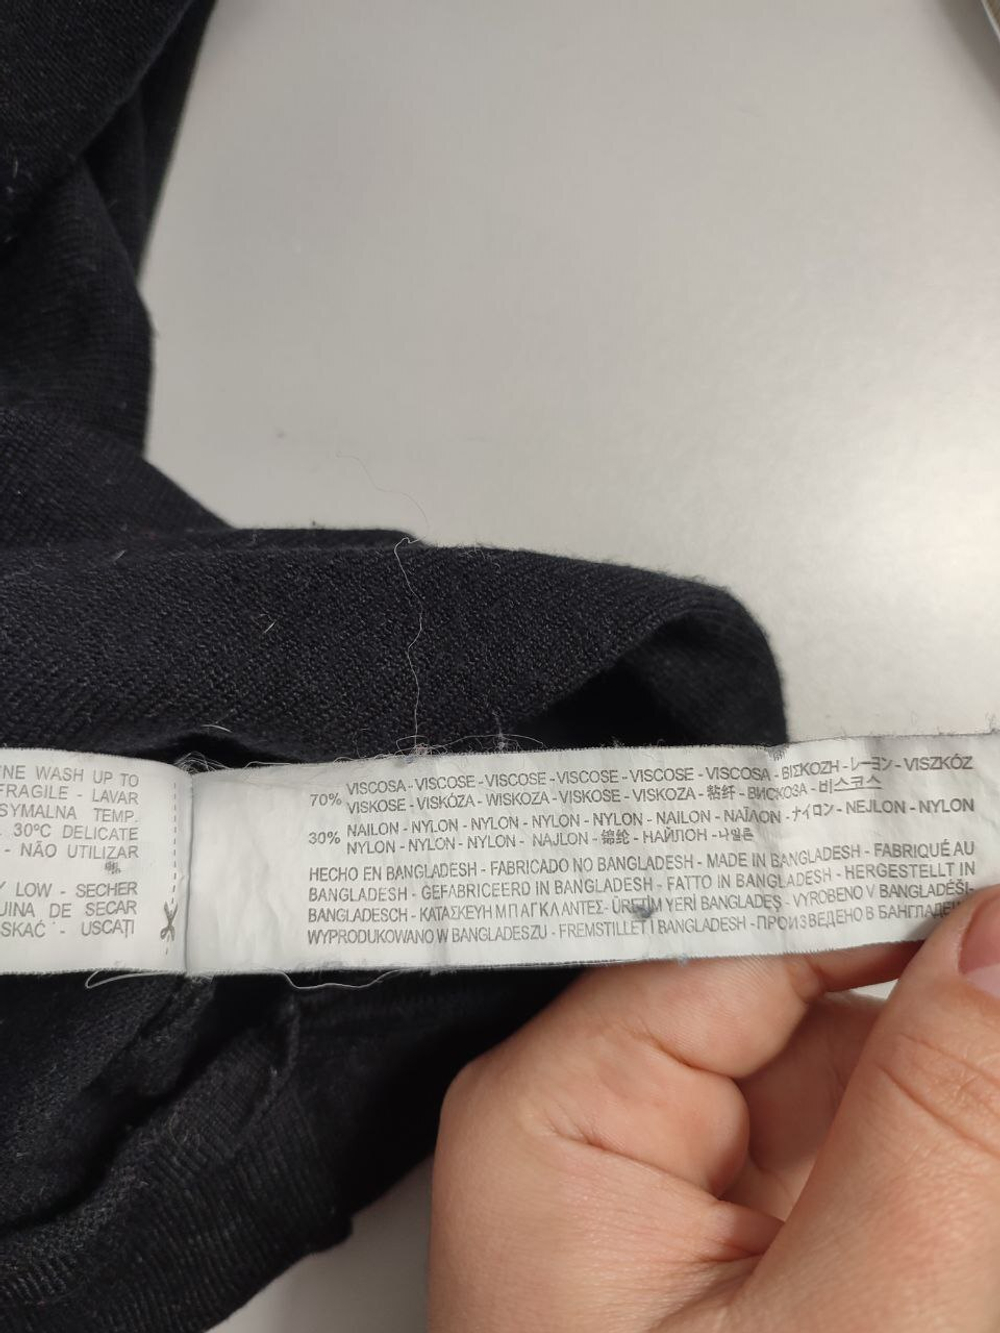 NE WASH UP TO
FRAGILE - LAVAR
SYMALNA TEMP.
30ºC DELICATE
- NÃO UTILIZAR
LOW - SECHER
UINA DE SECAR
SKAĆ - USCAȚI
70% VISCOSA - VISCOSE - VISCOSE - VISCOSE - VISCOSE - VISCOSA - ΒΙΣΚΟΖΗ - レーヨン - VISZKÓZ
VISKOSE - VISKÓZA - WISKOZA - VISKOSE - VISKOZA - 粘纤 - ВИСКОЗА - 비스코스
30% NAILON - NYLON - NYLON - NYLON - NYLON - NAILON - NAÏΛON - ナイロン - NEJLON - NYLON
NYLON - NYLON - NYLON - NAJLON - 锦纶 - НАЙЛОН - 나일론
HECHO EN BANGLADESH - FABRICADO NO BANGLADESH - MADE IN BANGLADESH - FABRIQUÉ AU
BANGLADESH - GEFABRICEERD IN BANGLADESH - FATTO IN BANGLADESH - HERGESTELLT IN
BANGLADESCH - ΚΑΤΑΣΚΕΥΗ ΜΠΑΓΚΛΑΝΤΕΣ - ÜRETİM YERİ BANGLADEŞ - VYROBENO V BANGLADÉŠI -
WYPRODUKOWANO W BANGLADESZU - FREMSTILLET I BANGLADESH - ПРОИЗВЕДЕНО В